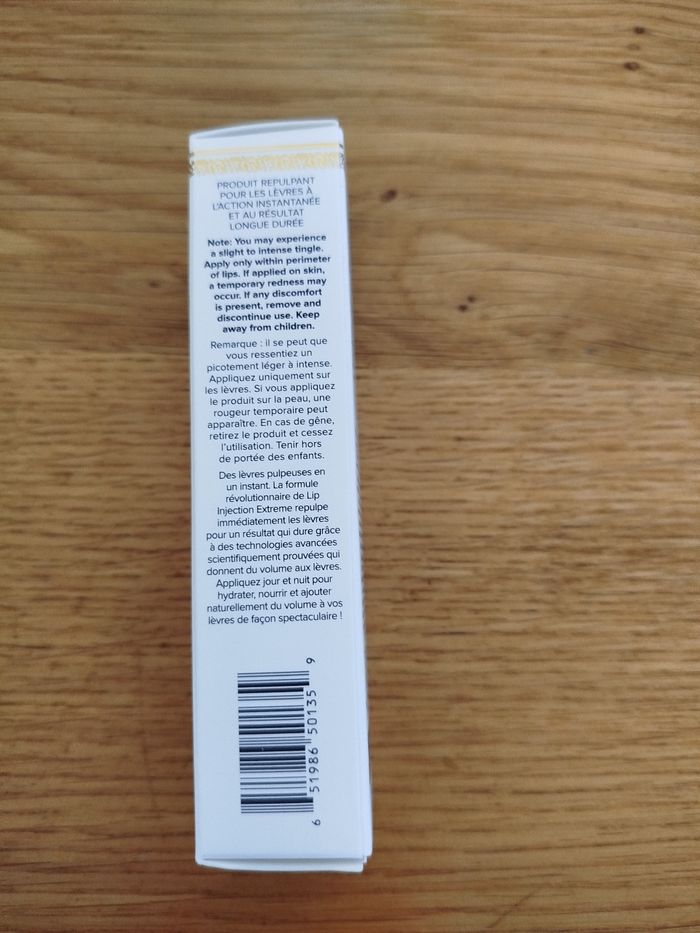 PRODUIT REPULPANT
POUR LES LÈVRES À
L'ACTION INSTANTANÉE
ET AU RÉSULTAT
LONGUE DURÉE
Note: You may experience
a slight to intense tingle.
Apply only within perimeter
of lips. If applied on skin,
a temporary redness may
occur. If any discomfort
is present, remove and
discontinue use. Keep
away from children.
Remarque : il se peut que
vous ressentiez un
picotement léger à intense.
Appliquez uniquement sur
les lèvres. Si vous appliquez
le produit sur la peau, une
rougeur temporaire peut
apparaître. En cas de gêne,
retirez le produit et cessez
l'utilisation. Tenir hors
de portée des enfants.
Des lèvres pulpeuses en
un instant. La formule
révolutionnaire de Lip
Injection Extreme repulpe
immédiatement les lèvres
pour un résultat qui dure grâce
à des technologies avancées
scientifiquement prouvées qui
donnent du volume aux lèvres.
Appliquez jour et nuit pour
hydrater, nourrir et ajouter
naturellement du volume à vos
lèvres de façon spectaculaire !
6 51986 50135 9